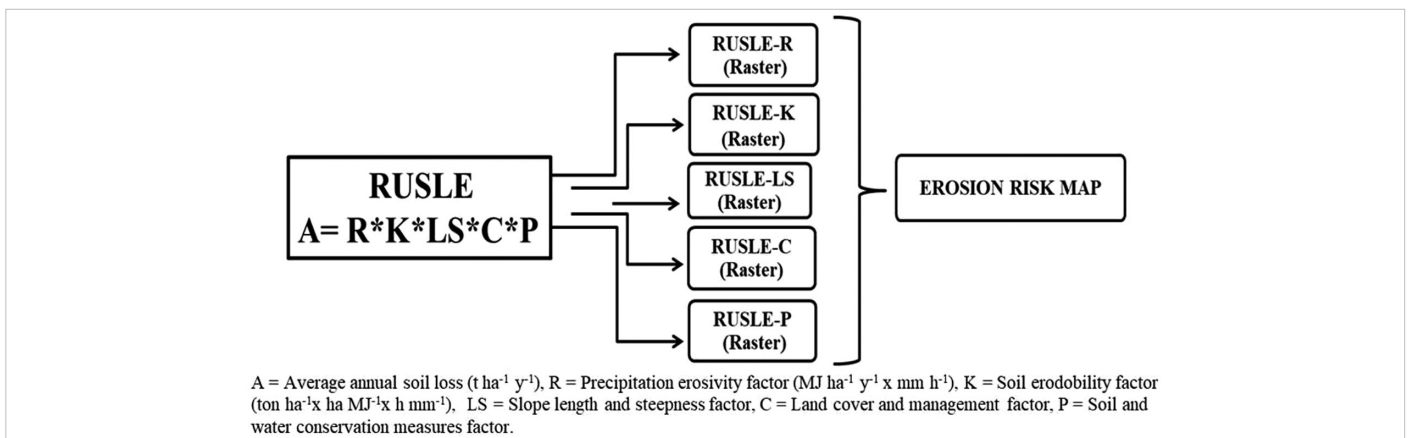 RUSLE
A= R*K*LS*C*P
RUSLE-R
(Raster)
RUSLE-K
(Raster)
RUSLE-LS
(Raster)
RUSLE-C
(Raster)
RUSLE-P
(Raster)
EROSION RISK MAP
A = Average annual soil loss (t ha⁻¹ y⁻¹), R = Precipitation erosivity factor (MJ ha⁻¹ y⁻¹ x mm h⁻¹), K = Soil erodobility factor
(ton ha⁻¹x ha MJ⁻¹x h mm⁻¹), LS = Slope length and steepness factor, C = Land cover and management factor, P = Soil and
water conservation measures factor.